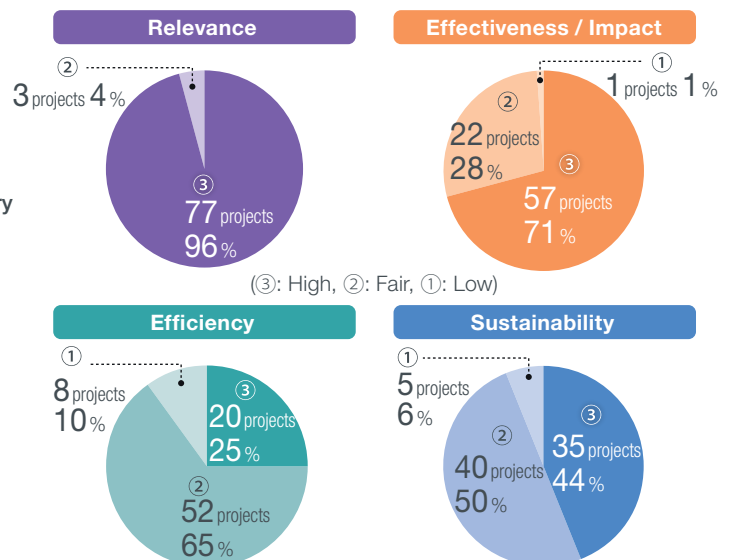 Relevance
②
3 projects 4 %
③
77 projects
96 %
Effectiveness / Impact
①
1 projects 1 %
②
22 projects
28 %
③
57 projects
71 %
(③: High, ②: Fair, ①: Low)
Efficiency
①
8 projects
10 %
③
20 projects
25 %
②
52 projects
65 %
Sustainability
①
5 projects
6 %
③
35 projects
44 %
②
40 projects
50 %